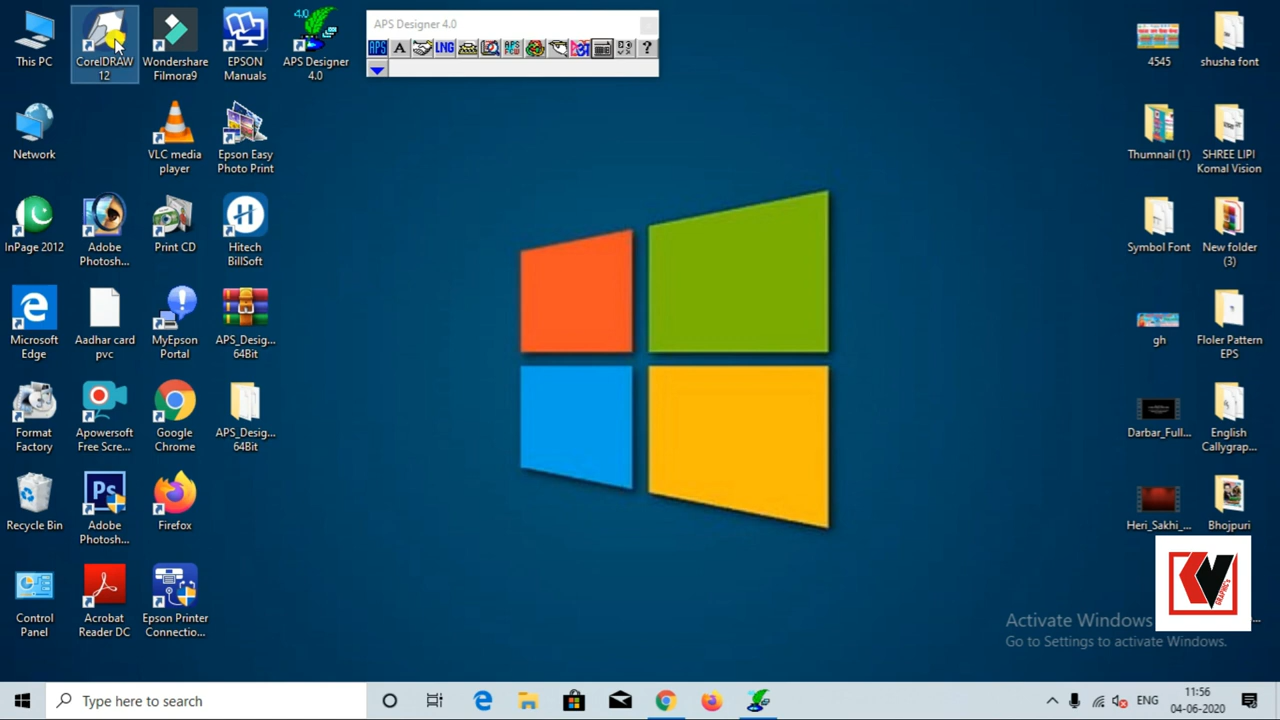 This PC
CorelDRAW 12
Wondershare Filmora9
EPSON Manuals
4.0
APS Designer 4.0
APS Designer 4.0
APS
A
LNG
?
4545
shusha font
Network
VLC media player
Epson Easy Photo Print
Thumnail (1)
SHREE LIPI Komal Vision
InPage 2012
Adobe Photosh...
Print CD
Hitech BillSoft
Symbol Font
New folder (3)
Microsoft Edge
Aadhar card pvc
MyEpson Portal
APS_Desig... 64Bit
gh
Floler Pattern EPS
Format Factory
Apowersoft Free Scre...
Google Chrome
APS_Desig... 64Bit
Darbar_Full...
English Callygrap...
Recycle Bin
Ps
Adobe Photosh...
Firefox
Heri_Sakhi_...
Bhojpuri
Control Panel
Acrobat Reader DC
Epson Printer Connectio...
GRAPHIC'S
Activate Windows
Go to Settings to activate Windows.
Type here to search
ENG
11:56
04-06-2020